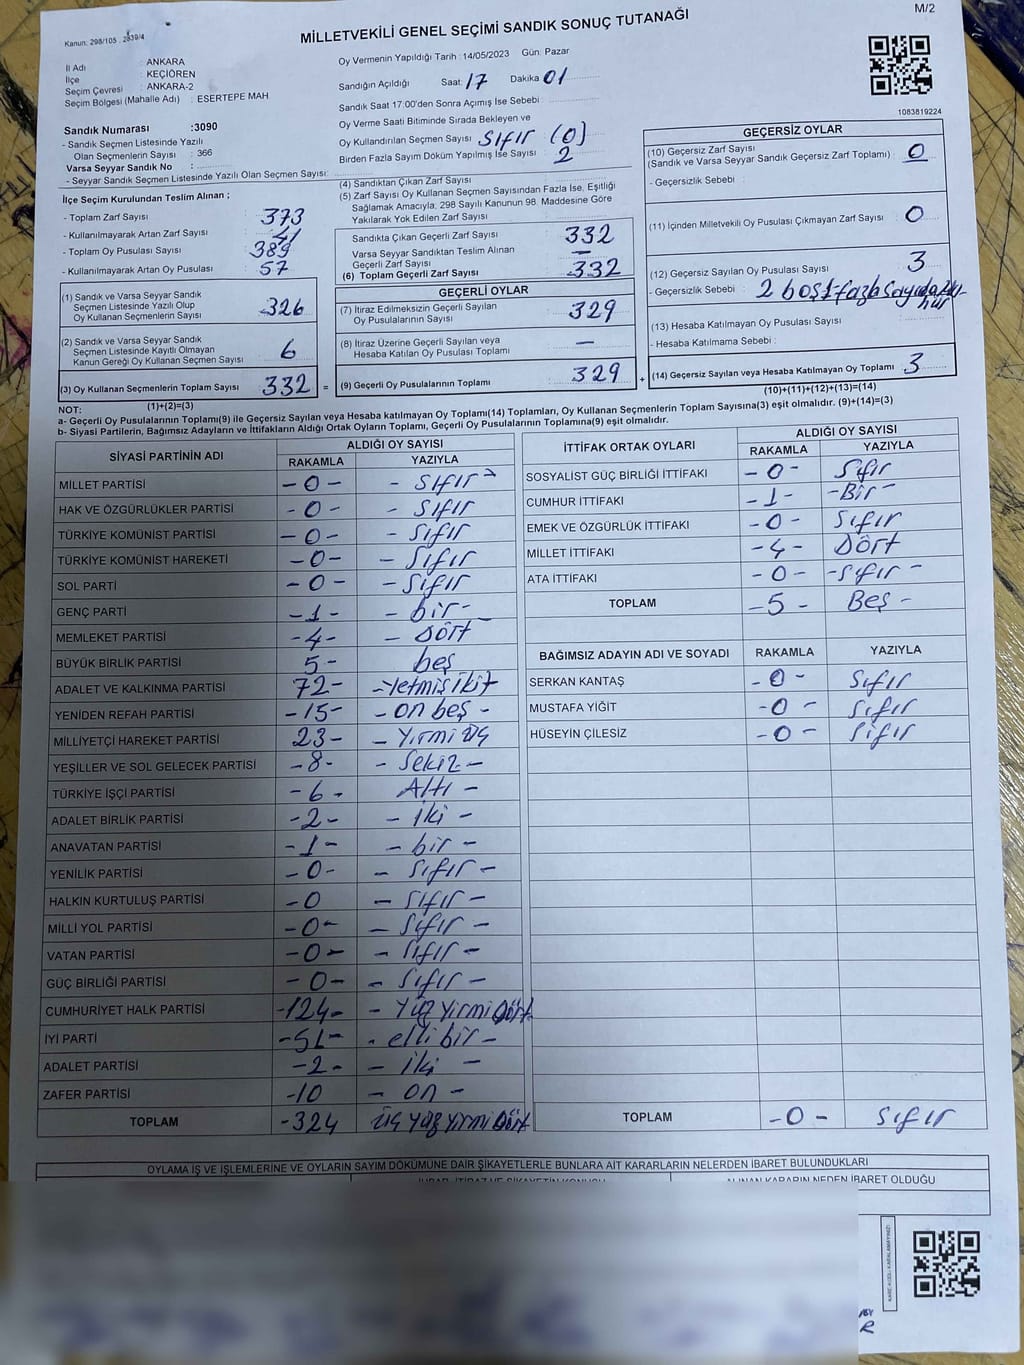 M/2
Kanun: 298/105
MİLLETVEKİLİ GENEL SEÇİMİ SANDIK SONUÇ TUTANAĞI
İl Adı : ANKARA
İlçe : KEÇİÖREN
Seçim Çevresi : ANKARA-2
Seçim Bölgesi (Mahalle Adı) : ESERTEPE MAH
Oy Vermenin Yapıldığı Tarih : 14/05/2023 Gün: Pazar
Sandığın Açıldığı Saat: 17 Dakika 01
Sandık Saat 17:00'den Sonra Açımış İse Sebebi :
Oy Verme Saati Bitiminde Sırada Bekleyen ve
Oy Kullandırılan Seçmen Sayısı SIFIR (0)
Birden Fazla Sayım Döküm Yapılmış İse Sayısı : 2
1083819224
Sandık Numarası :3090
- Sandık Seçmen Listesinde Yazılı
Olan Seçmenlerin Sayısı : 366
Varsa Seyyar Sandık No :
- Seyyar Sandık Seçmen Listesinde Yazılı Olan Seçmen Sayısı:
İlçe Seçim Kurulundan Teslim Alınan ;
- Toplam Zarf Sayısı : 373
- Kullanılmayarak Artan Zarf Sayısı : 41
- Toplam Oy Pusulası Sayısı : 389
- Kullanılmayarak Artan Oy Pusulası : 57
(1) Sandık ve Varsa Seyyar Sandık
Seçmen Listesinde Yazılı Olup
Oy Kullanan Seçmenlerin Sayısı 326
(2) Sandık ve Varsa Seyyar Sandık
Seçmen Listesinde Kayıtlı Olmayan
Kanun Gereği Oy Kullanan Seçmen Sayısı 6
(3) Oy Kullanan Seçmenlerin Toplam Sayısı 332 =
(1)+(2)=(3)
(4) Sandıktan Çıkan Zarf Sayısı :
(5) Zarf Sayısı Oy Kullanan Seçmen Sayısından Fazla İse, Eşitliği
Sağlamak Amacıyla, 298 Sayılı Kanunun 98. Maddesine Göre
Yakılarak Yok Edilen Zarf Sayısı :
Sandıkta Çıkan Geçerli Zarf Sayısı 332
Varsa Seyyar Sandıktan Teslim Alınan
Geçerli Zarf Sayısı —
(6) Toplam Geçerli Zarf Sayısı 332
GEÇERLİ OYLAR
(7) İtiraz Edilmeksizin Geçerli Sayılan
Oy Pusulalarının Sayısı 329
(8) İtiraz Üzerine Geçerli Sayılan veya
Hesaba Katılan Oy Pusulası Toplamı —
(9) Geçerli Oy Pusulalarının Toplamı 329 +
GEÇERSİZ OYLAR
(10) Geçersiz Zarf Sayısı
(Sandık ve Varsa Seyyar Sandık Geçersiz Zarf Toplamı) : 0
- Geçersizlik Sebebi :
(11) İçinden Milletvekili Oy Pusulası Çıkmayan Zarf Sayısı : 0
(12) Geçersiz Sayılan Oy Pusulası Sayısı : 3
- Geçersizlik Sebebi : 2 boş 1 fazla
(13) Hesaba Katılmayan Oy Pusulası Sayısı :
- Hesaba Katılmama Sebebi :
(14) Geçersiz Sayılan veya Hesaba Katılmayan Oy Toplamı 3
(10)+(11)+(12)+(13)=(14)
NOT:
a- Geçerli Oy Pusulalarının Toplamı(9) ile Geçersiz Sayılan veya Hesaba katılmayan Oy Toplamı(14) Toplamları, Oy Kullanan Seçmenlerin Toplam Sayısına(3) eşit olmalıdır. (9)+(14)=(3)
b- Siyasi Partilerin, Bağımsız Adayların ve İttifakların Aldığı Ortak Oyların Toplamı, Geçerli Oy Pusulalarının Toplamına(9) eşit olmalıdır.
SİYASİ PARTİNİN ADI ALDIĞI OY SAYISI
RAKAMLA YAZIYLA
MİLLET PARTİSİ -0- - SIFIR -
HAK VE ÖZGÜRLÜKLER PARTİSİ -0- - SIFIR
TÜRKİYE KOMÜNİST PARTİSİ -0- - SIFIR
TÜRKİYE KOMÜNİST HAREKETİ -0- - SIFIR
SOL PARTİ -0- - Sıfır
GENÇ PARTİ -1- - bir-
MEMLEKET PARTİSİ -4- - Dört
BÜYÜK BİRLİK PARTİSİ 5- beş
ADALET VE KALKINMA PARTİSİ 72- -Yetmiş iki
YENİDEN REFAH PARTİSİ -15- - on beş -
MİLLİYETÇİ HAREKET PARTİSİ 23- - Yirmi üç
YEŞİLLER VE SOL GELECEK PARTİSİ -8- - Sekiz -
TÜRKİYE İŞÇİ PARTİSİ -6- Altı -
ADALET BİRLİK PARTİSİ -2- - İki -
ANAVATAN PARTİSİ -1- - bir -
YENİLİK PARTİSİ -0- - Sıfır -
HALKIN KURTULUŞ PARTİSİ -0 - SIFIR -
MİLLİ YOL PARTİSİ -0- - Sıfır -
VATAN PARTİSİ -0- - SIFIR -
GÜÇ BİRLİĞİ PARTİSİ -0- - Sıfır -
CUMHURİYET HALK PARTİSİ -124- - Yüz yirmi dört
İYİ PARTİ -51- - elli bir -
ADALET PARTİSİ -2- - İki -
ZAFER PARTİSİ -10 - on -
TOPLAM -324 üç yüz yirmi dört
İTTİFAK ORTAK OYLARI ALDIĞI OY SAYISI
RAKAMLA YAZIYLA
SOSYALİST GÜÇ BİRLİĞİ İTTİFAKI -0- Sıfır
CUMHUR İTTİFAKI -1- -Bir-
EMEK VE ÖZGÜRLÜK İTTİFAKI -0- Sıfır
MİLLET İTTİFAKI -4- Dört
ATA İTTİFAKI -0- -Sıfır-
TOPLAM -5- Beş -
BAĞIMSIZ ADAYIN ADI VE SOYADI RAKAMLA YAZIYLA
SERKAN KANTAŞ -0- Sıfır
MUSTAFA YİĞİT -0- Sıfır
HÜSEYİN ÇİLESİZ -0- Sıfır
TOPLAM -0- Sıfır
OYLAMA İŞ VE İŞLEMLERİNE VE OYLARIN SAYIM DÖKÜMÜNE DAİR ŞİKAYETLERLE BUNLARA AİT KARARLARIN NELERDEN İBARET BULUNDUKLARI
ALINAN KARARIN NEDEN İBARET OLDUĞU